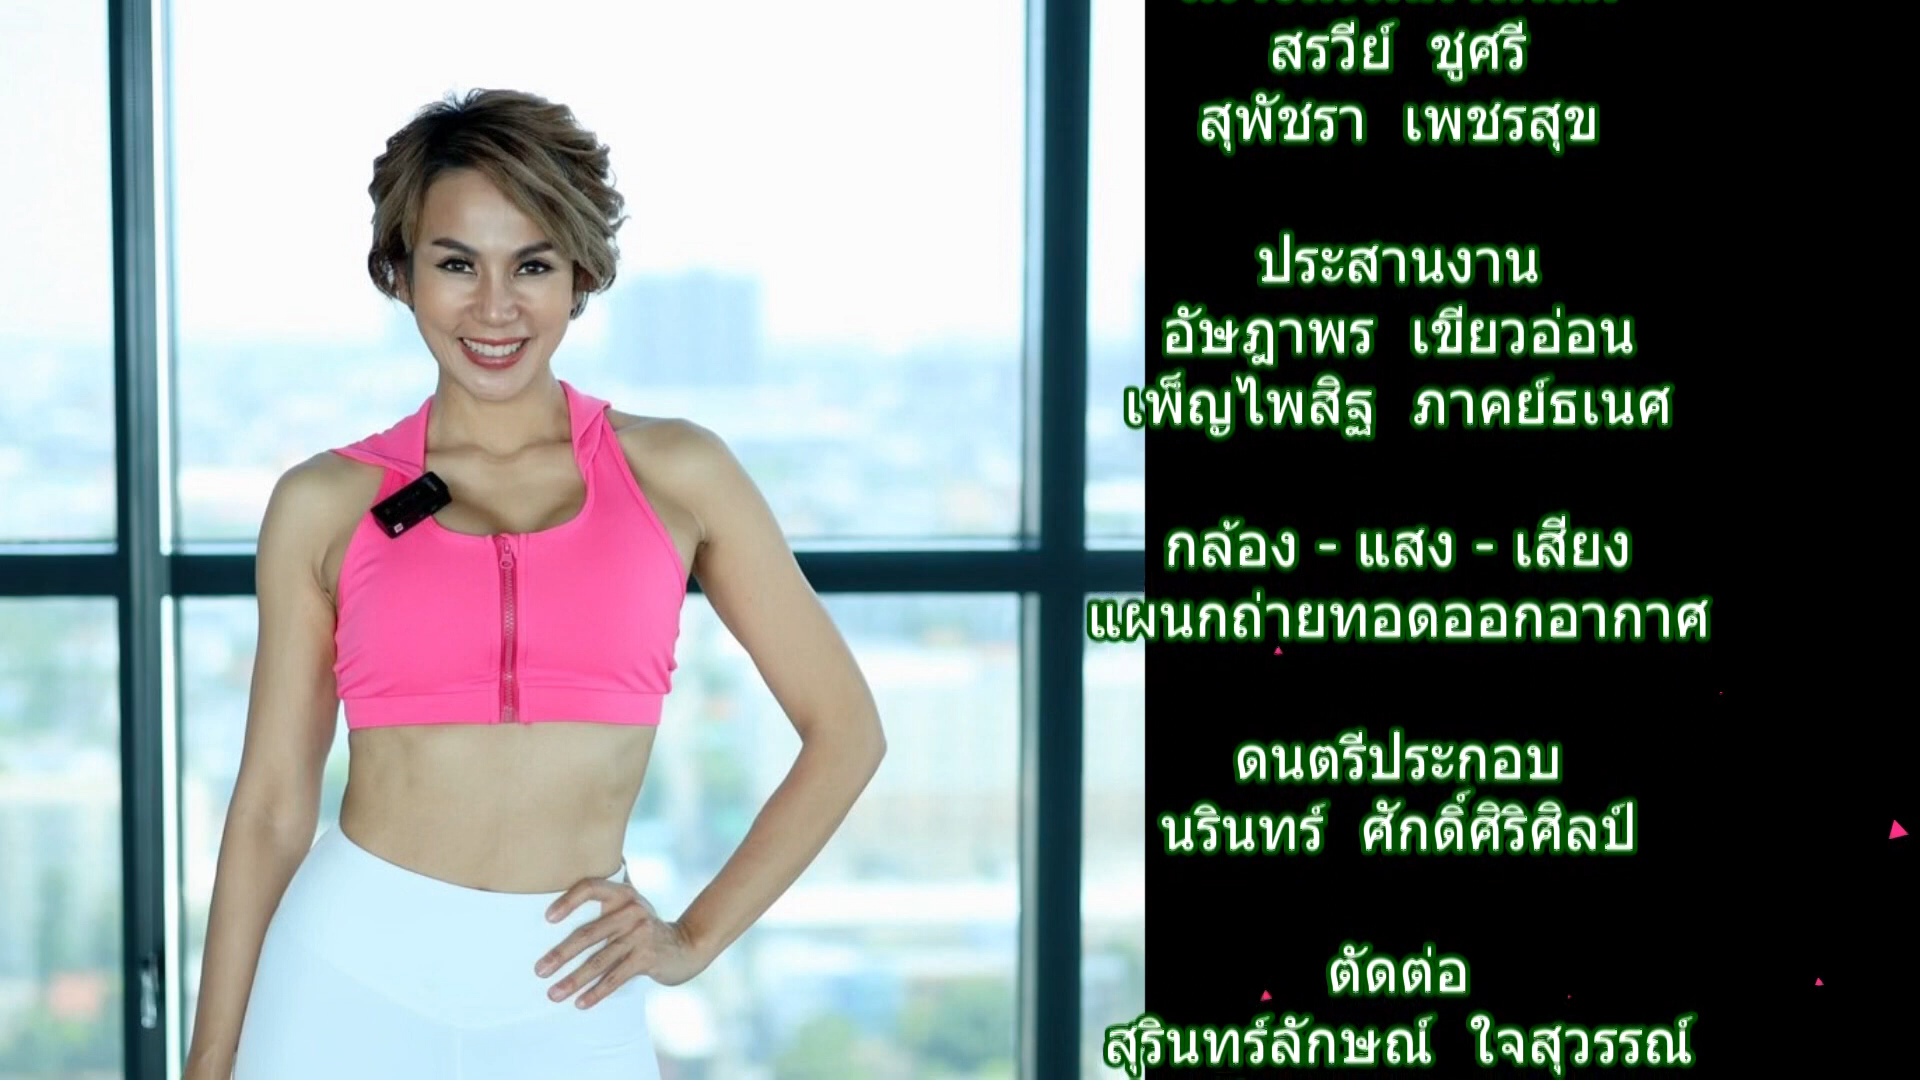 สรวีย์ ชูศรี
สุพัชรา เพชรสุข
ประสานงาน
อัษฎาพร เขียวอ่อน
เพ็ญไพสิฐ ภาคย์ธเนศ
กล้อง - แสง - เสียง
แผนกถ่ายทอดออกอากาศ
ดนตรีประกอบ
นรินทร์ ศักดิ์ศิริศิลป์
ตัดต่อ
สุรินทร์ลักษณ์ ใจสุวรรณ์